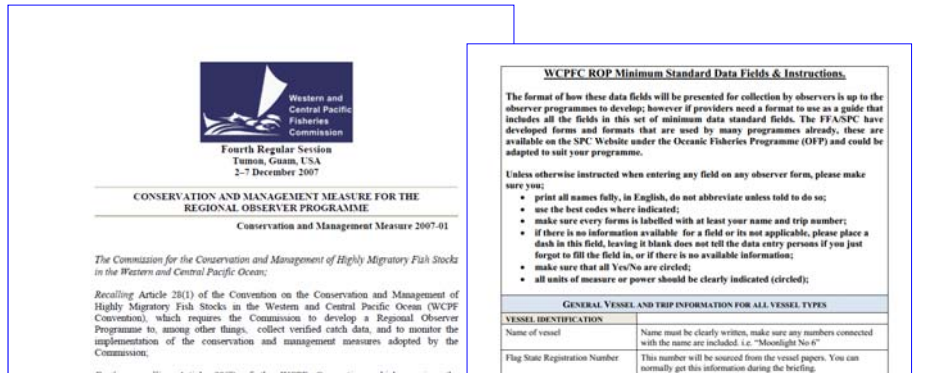 Western and
Central Pacific
Fisheries
Commission
Fourth Regular Session
Tumon, Guam, USA
2–7 December 2007
CONSERVATION AND MANAGEMENT MEASURE FOR THE
REGIONAL OBSERVER PROGRAMME
Conservation and Management Measure 2007-01
The Commission for the Conservation and Management of Highly Migratory Fish Stocks
in the Western and Central Pacific Ocean;
Recalling Article 28(1) of the Convention on the Conservation and Management of
Highly Migratory Fish Stocks in the Western and Central Pacific Ocean (WCPF
Convention), which requires the Commission to develop a Regional Observer
Programme to, among other things, collect verified catch data, and to monitor the
implementation of the conservation and management measures adopted by the
Commission;
WCPFC ROP Minimum Standard Data Fields & Instructions.
The format of how these data fields will be presented for collection by observers is up to the
observer programmes to develop; however if providers need a format to use as a guide that
includes all the fields in this set of minimum data standard fields. The FFA/SPC have
developed forms and formats that are used by many programmes already, these are
available on the SPC Website under the Oceanic Fisheries Programme (OFP) and could be
adapted to suit your programme.
Unless otherwise instructed when entering any field on any observer form, please make
sure you;
• print all names fully, in English, do not abbreviate unless told to do so;
• use the best codes where indicated;
• make sure every forms is labelled with at least your name and trip number;
• if there is no information available for a field or its not applicable, please place a
dash in this field, leaving it blank does not tell the data entry persons if you just
forgot to fill the field in, or if there is no available information;
• make sure that all Yes/No are circled;
• all units of measure or power should be clearly indicated (circled);
GENERAL VESSEL AND TRIP INFORMATION FOR ALL VESSEL TYPES
VESSEL IDENTIFICATION
Name of vessel
Name must be clearly written, make sure any numbers connected
with the name are included. i.e. “Moonlight No 6”
Flag State Registration Number
This number will be sourced from the vessel papers. You can
normally get this information during the briefing.